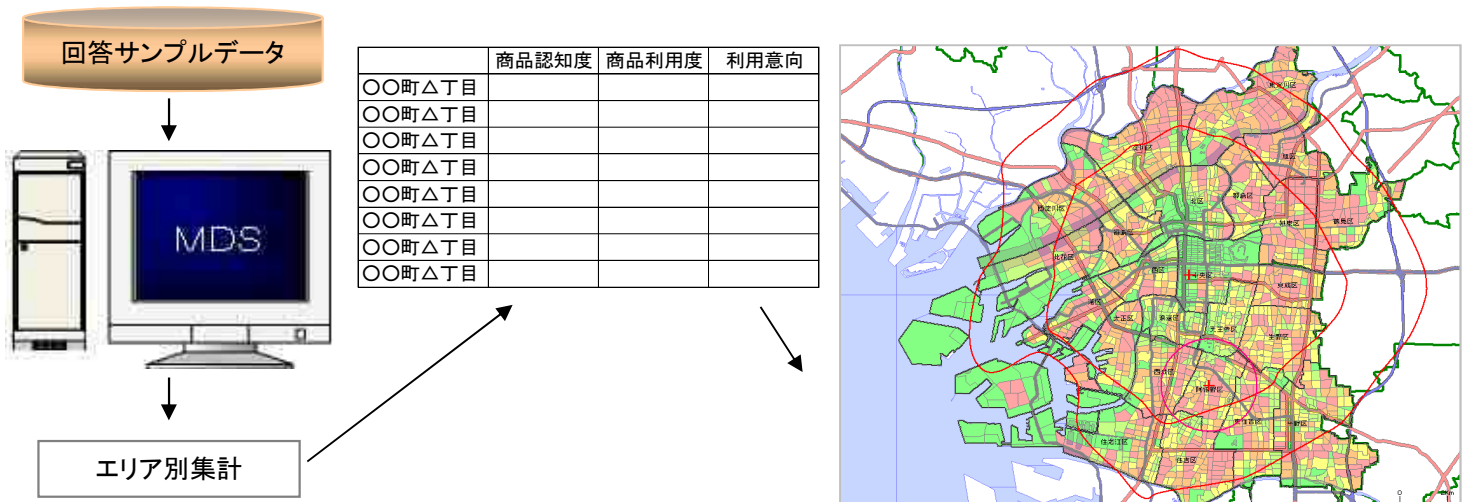 回答サンプルデータ
MDS
エリア別集計
商品認知度 商品利用度 利用意向
〇〇町△丁目
〇〇町△丁目
〇〇町△丁目
〇〇町△丁目
〇〇町△丁目
〇〇町△丁目
〇〇町△丁目
〇〇町△丁目
東淀川区
淀川区
旭区
西淀川区
北区
都島区
城東区
鶴見区
福島区
此花区
西区
中央区
東成区
港区
大正区
浪速区
天王寺区
生野区
西成区
阿倍野区
東住吉区
平野区
住之江区
住吉区
0